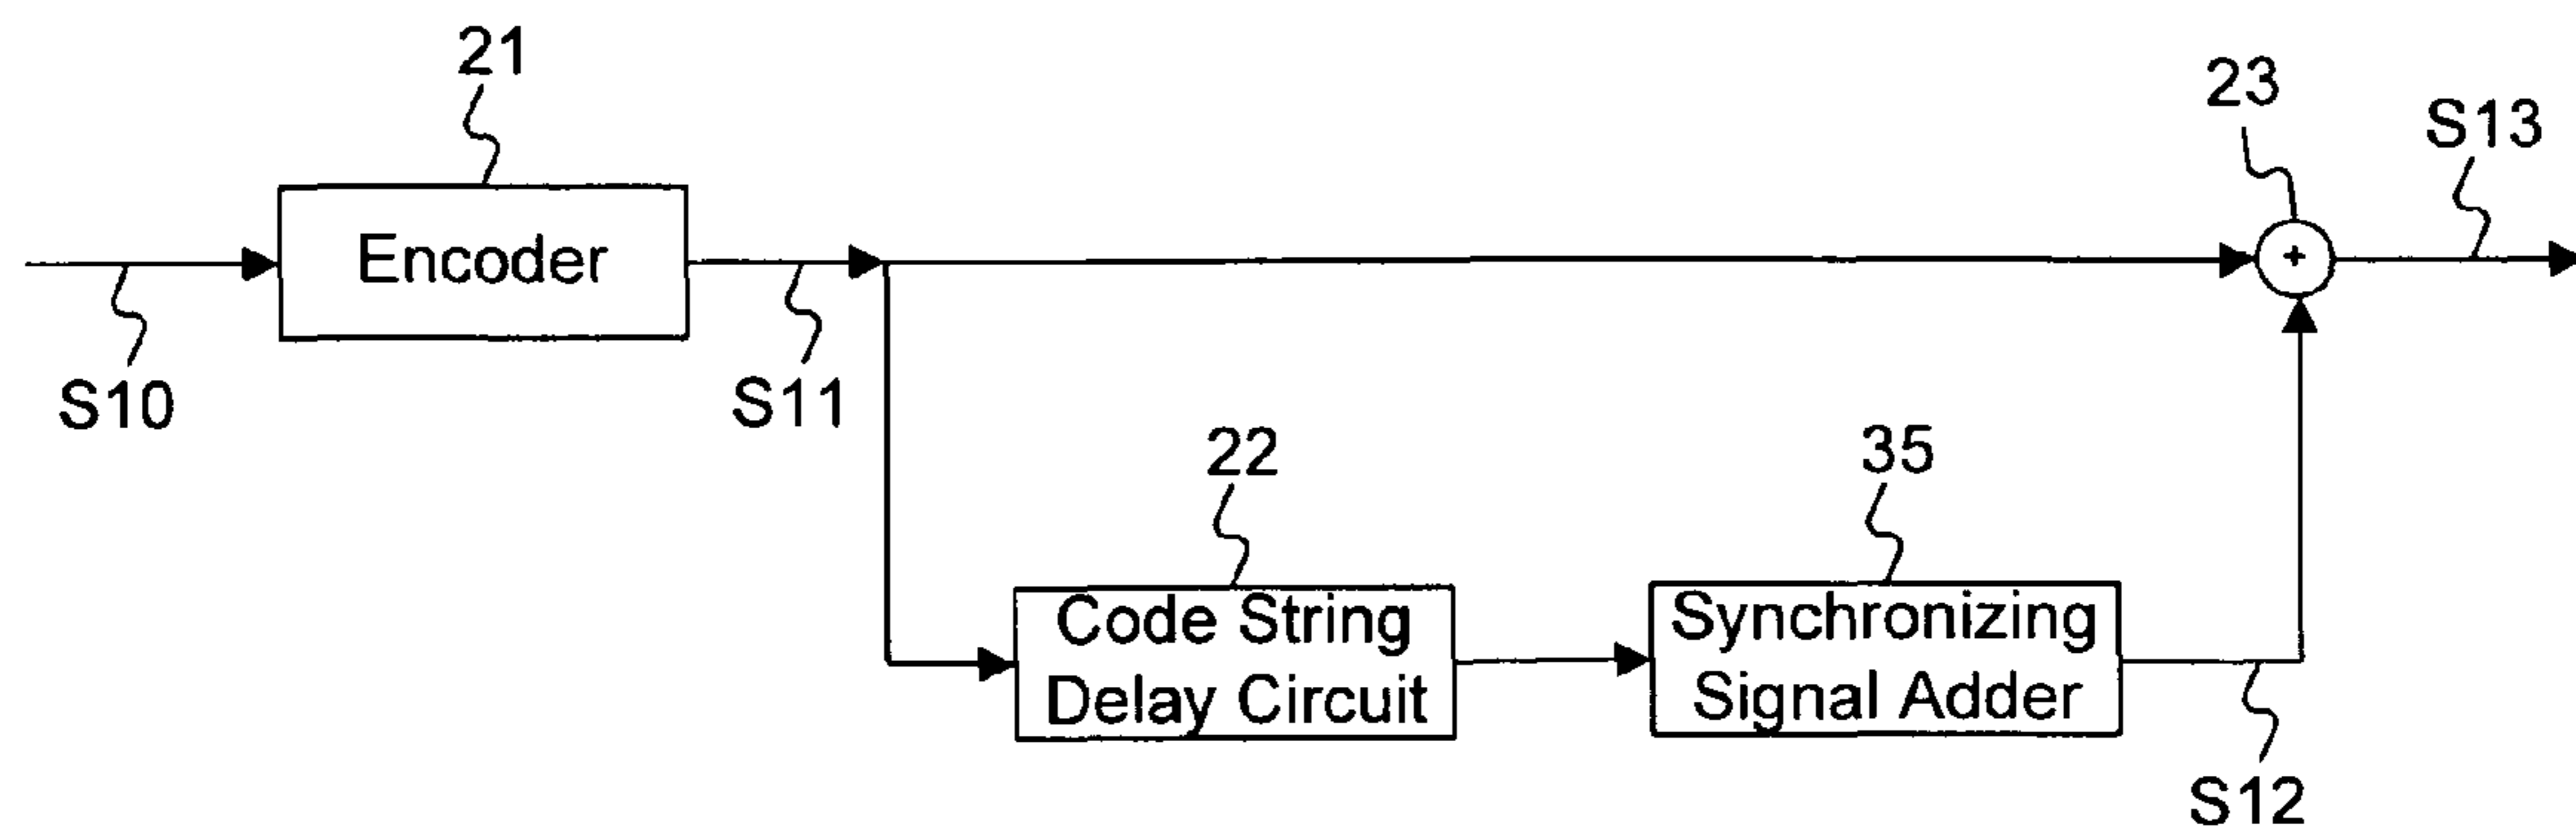 21
23
S13
Encoder
+
S10
S11
22
35
Code String
Delay Circuit
Synchronizing
Signal Adder
S12